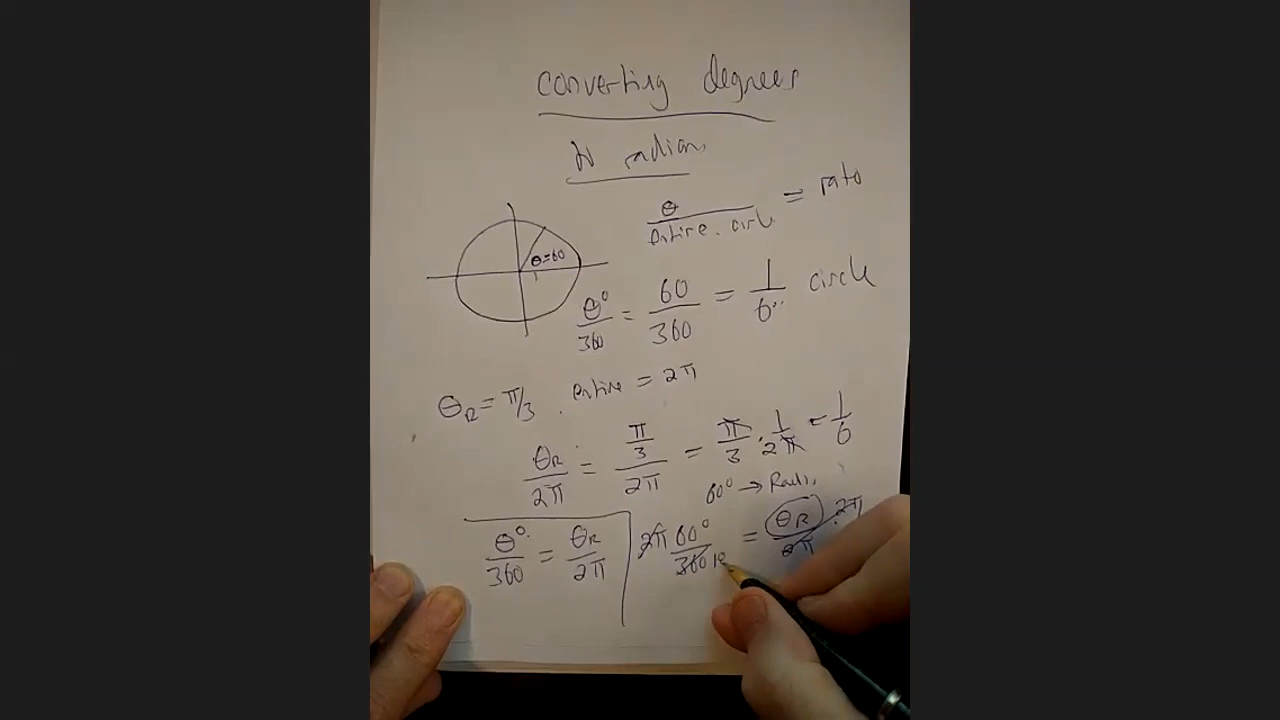 converting degrees
to radians
θ / entire circle = ratio
θ=60
θ° / 360 = 60 / 360 = 1 / 6 circle
θR = π/3 entire = 2π
θR / 2π = π/3 / 2π = π/3 · 1/2π = 1/6
60° → Radi
θ° / 360 = θR / 2π
2π 60° / 360 = θR / 2π · 2π